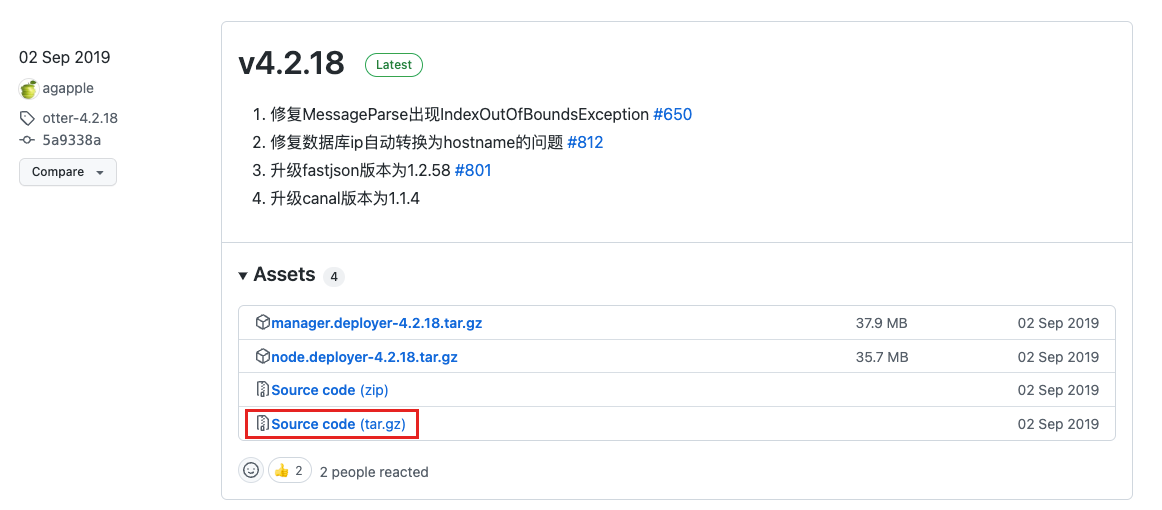 02 Sep 2019
agapple
otter-4.2.18
5a9338a
Compare
v4.2.18 Latest
1. 修复MessageParse出现IndexOutOfBoundsException #650
2. 修复数据库ip自动转换为hostname的问题 #812
3. 升级fastjson版本为1.2.58 #801
4. 升级canal版本为1.1.4
Assets 4
manager.deployer-4.2.18.tar.gz 37.9 MB 02 Sep 2019
node.deployer-4.2.18.tar.gz 35.7 MB 02 Sep 2019
Source code (zip) 02 Sep 2019
Source code (tar.gz) 02 Sep 2019
2 2 people reacted